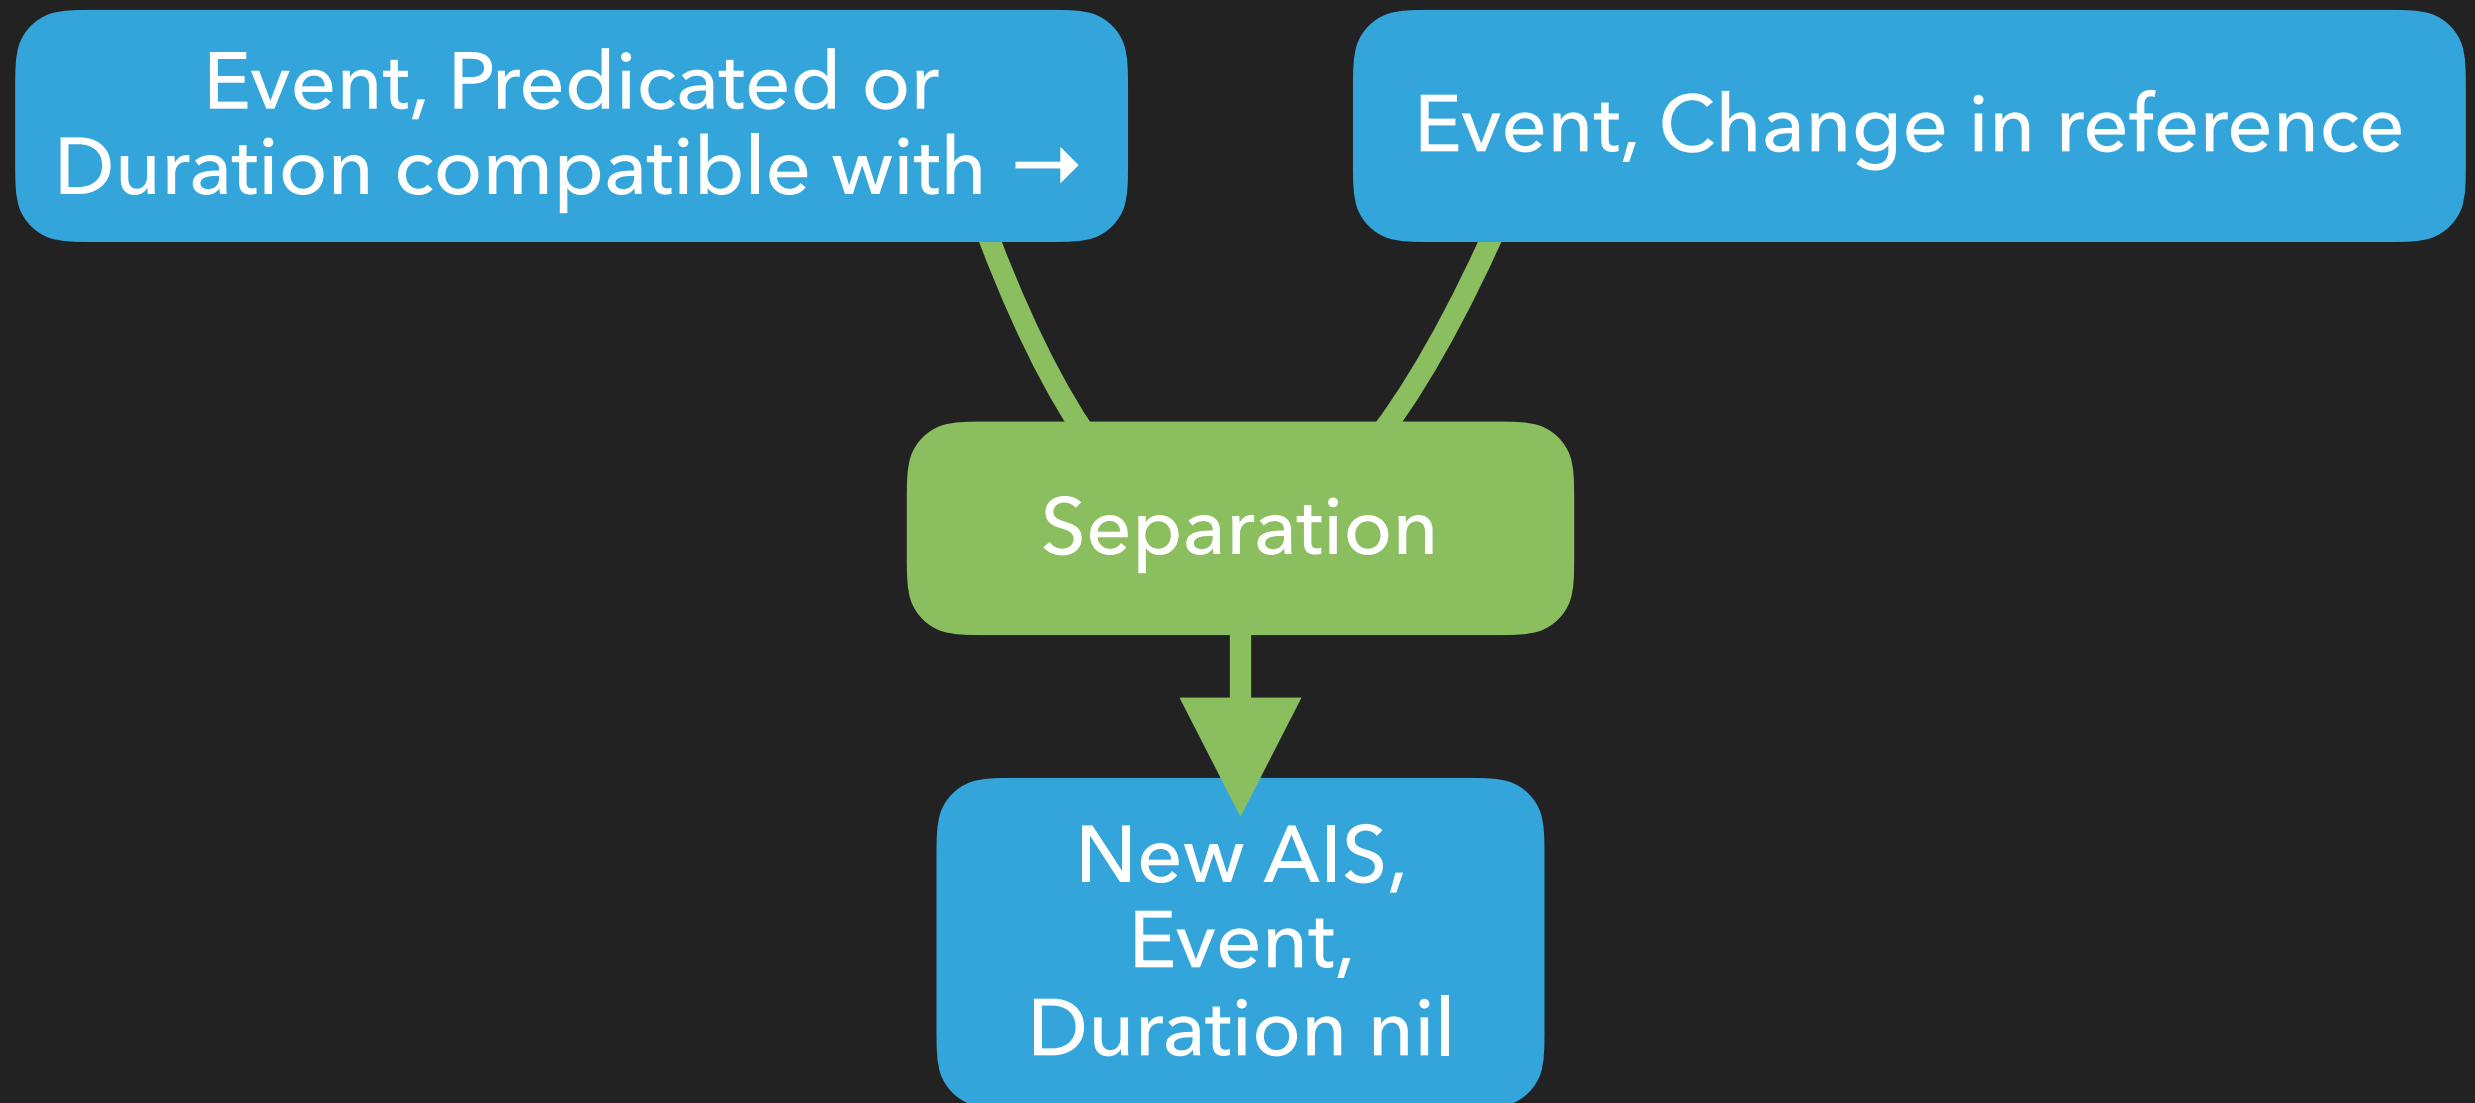 Event, Predicated or
Duration compatible with →
Event, Change in reference
Separation
New AIS,
Event,
Duration nil